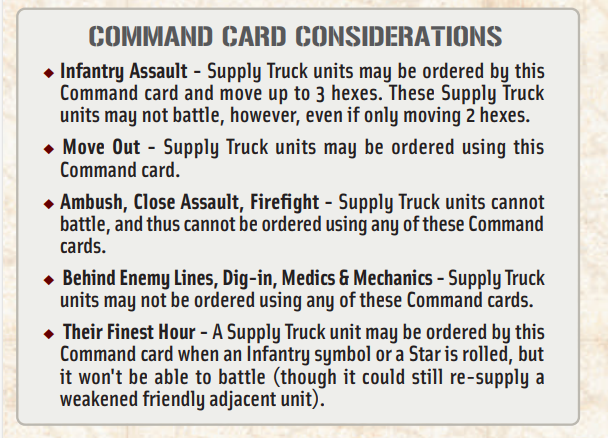 COMMAND CARD CONSIDERATIONS
◆ Infantry Assault - Supply Truck units may be ordered by this
Command card and move up to 3 hexes. These Supply Truck
units may not battle, however, even if only moving 2 hexes.
◆ Move Out - Supply Truck units may be ordered using this
Command card.
◆ Ambush, Close Assault, Firefight - Supply Truck units cannot
battle, and thus cannot be ordered using any of these Command
cards.
◆ Behind Enemy Lines, Dig-in, Medics & Mechanics - Supply Truck
units may not be ordered using any of these Command cards.
◆ Their Finest Hour - A Supply Truck unit may be ordered by this
Command card when an Infantry symbol or a Star is rolled, but
it won't be able to battle (though it could still re-supply a
weakened friendly adjacent unit).